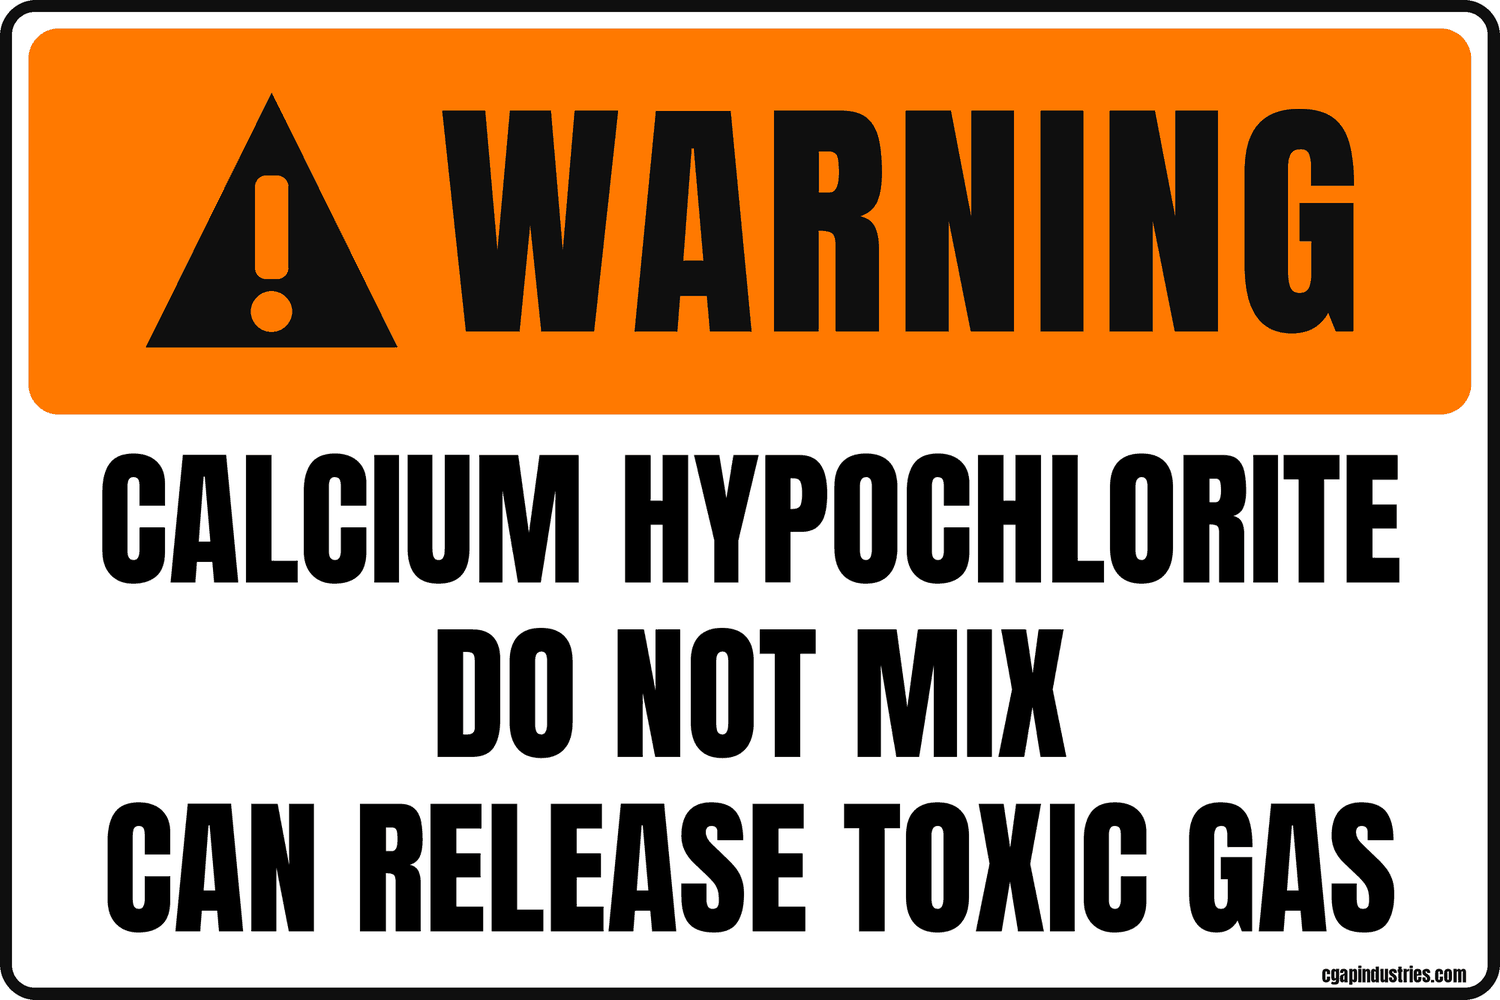 WARNING
CALCIUM HYPOCHLORITE
DO NOT MIX
CAN RELEASE TOXIC GAS
cgapindustries.com